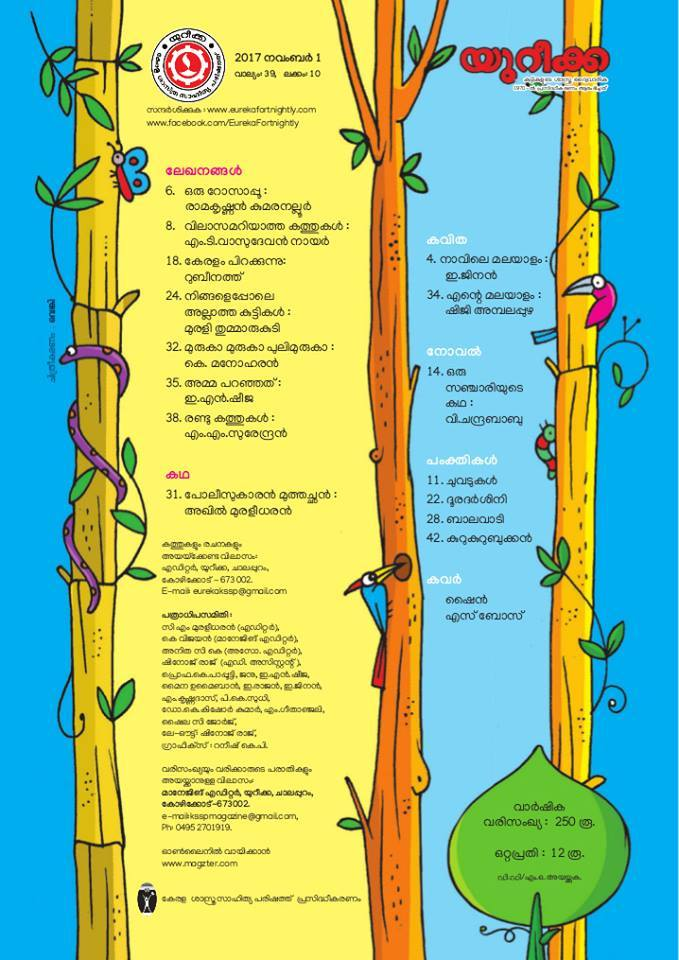 യുറീക്ക
2017 നവംബർ 1
വാല്യം: 39, ലക്കം: 10
സന്ദർശിക്കുക : www.eurekafortnightly.com
www.facebook.com/EurekaFortnightly
യുറീക്ക
കുട്ടികളുടെ ശാസ്ത്ര ദ്വൈവാരിക
1970 -ൽ പ്രസിദ്ധീകരണം ആരംഭിച്ചത്
ലേഖനങ്ങൾ
6. ഒരു റോസാപ്പൂ :
രാമകൃഷ്ണൻ കുമരനല്ലൂർ
8. വിലാസമറിയാത്ത കത്തുകൾ :
എം.ടി.വാസുദേവൻ നായർ
18. കേരളം പിറക്കുന്നു:
റുബീനത്ത്
24. നിങ്ങളെപ്പോലെ
അല്ലാത്ത കുട്ടികൾ :
മുരളി തുമ്മാരുകുടി
32. മുരുകാ മുരുകാ പുലിമുരുകാ :
കെ. മനോഹരൻ
35. അമ്മ പറഞ്ഞത് :
ഇ.എൻ.ഷീജ
38. രണ്ടു കത്തുകൾ :
എം.എം.സുരേന്ദ്രൻ
കഥ
31. പോലീസുകാരൻ മുത്തച്ഛൻ :
അഖിൽ മുരളീധരൻ
കത്തുകളും രചനകളും
അയയ്ക്കേണ്ട വിലാസം:
എഡിറ്റർ, യുറീക്ക, ചാലപ്പുറം,
കോഴിക്കോട് – 673 002.
E-mail: eurekakssp@gmail.com
പത്രാധിപസമിതി :
സി എം മുരളീധരൻ (എഡിറ്റർ),
കെ വിജയൻ (മാനേജിങ് എഡിറ്റർ),
അനിത സി കെ (അസോ. എഡിറ്റർ),
ഷിനോജ് രാജ് (എഡി. അസിസ്റ്റന്റ് ),
പ്രൊഫ.കെ.പാപ്പൂട്ടി, ജനു, ഇ.എൻ.ഷീജ,
മൈന ഉമൈബാൻ, ഇ.രാജൻ, ഇ.ജിനൻ,
എം.കൃഷ്ണദാസ്, പി.കെ.സുധി,
ഡോ.കെ.കിഷോർ കുമാർ, എം.ഗീതാഞ്ജലി,
ഷൈല സി ജോർജ്,
ലേ-ഔട്ട്: ഷിനോജ് രാജ്,
ഗ്രാഫിക്സ് : റനീഷ് കെ.പി.
വരിസംഖ്യയും വരിക്കാരുടെ പരാതികളും
അയയ്ക്കാനുള്ള വിലാസം:
മാനേജിങ് എഡിറ്റർ, യുറീക്ക, ചാലപ്പുറം,
കോഴിക്കോട്–673002.
e-mail:ksspmagazine@gmail.com,
Ph: 0495 2701919.
ഓൺലൈനിൽ വായിക്കാൻ
www.magzter.com
കേരള ശാസ്ത്രസാഹിത്യ പരിഷത്ത് പ്രസിദ്ധീകരണം
കവിത
4. നാവിലെ മലയാളം :
ഇ.ജിനൻ
34. എന്റെ മലയാളം :
ഷിജി അമ്പലപ്പുഴ
നോവൽ
14. ഒരു
സഞ്ചാരിയുടെ
കഥ :
വി.ചന്ദ്രബാബു
പംക്തികൾ
11. ചുവടുകൾ
22. ദൂരദർശിനി
28. ബാലവാടി
42. കുറുകുറുബുക്കൻ
കവർ
ഷൈൻ
എസ് ബോസ്
വാർഷിക
വരിസംഖ്യ : 250 രൂ.
ഒറ്റപ്രതി : 12 രൂ.
ഡി.ഡി/എം.ഒ.അയയ്ക്കുക.
ചിത്രീകരണം :